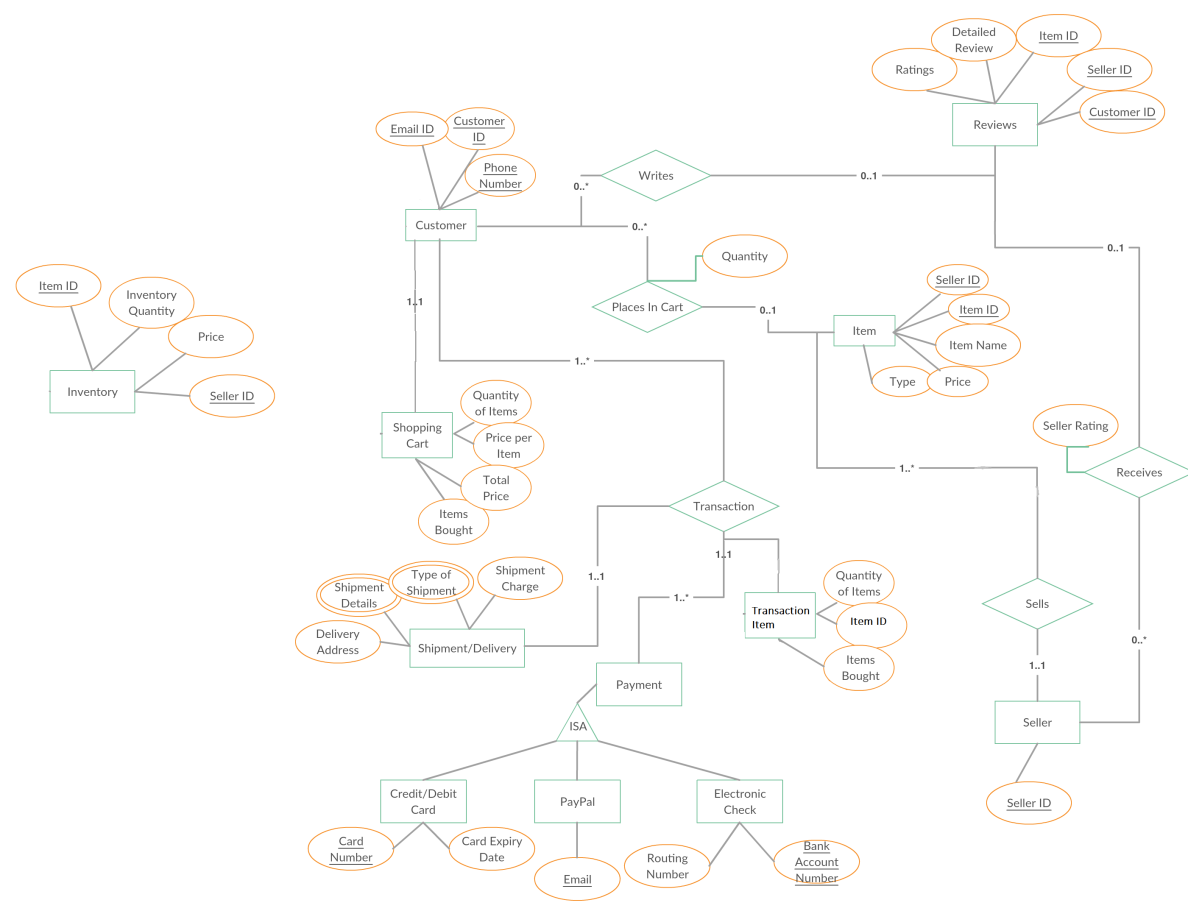 Detailed
Review
Item ID
Ratings
Seller ID
Customer ID
Reviews
Email ID
Customer
ID
Phone
Number
Writes
0..1
0..*
Customer
0..*
0..1
Quantity
Item ID
Inventory
Quantity
Price
Inventory
Seller ID
1..1
Places In Cart
0..1
Seller ID
Item ID
Item
Item Name
Type
Price
1..*
Quantity
of Items
Shopping
Cart
Price per
Item
Total
Price
Items
Bought
Seller Rating
1..*
Receives
Transaction
1..1
1..1
Shipment
Details
Type of
Shipment
Shipment
Charge
Delivery
Address
Shipment/Delivery
1..*
Quantity
of Items
Transaction
Item
Item ID
Items
Bought
Sells
0..*
1..1
Payment
Seller
ISA
Seller ID
Credit/Debit
Card
PayPal
Electronic
Check
Card
Number
Card Expiry
Date
Email
Routing
Number
Bank
Account
Number